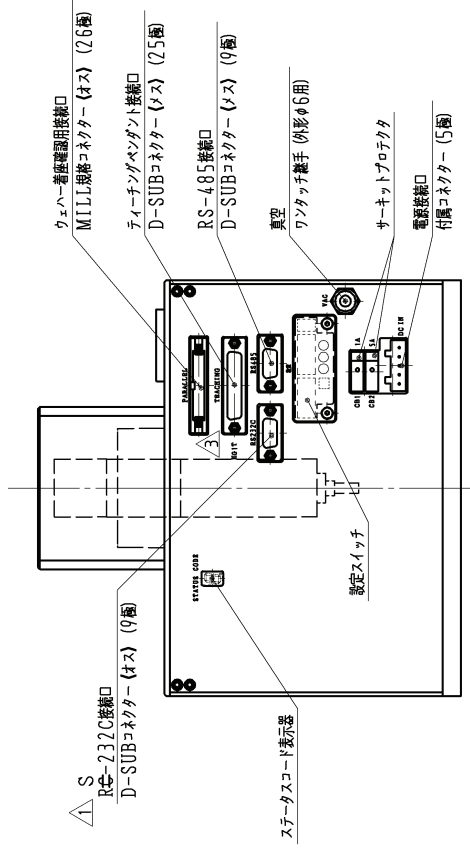 ウェハー着座確認用接続口
MILL規格コネクター《オス》 (26極)
ティーチングペンダント接続口
D-SUBコネクター《メス》 (25極)
RS-485接続口
D-SUBコネクター《メス》 (9極)
真空
ワンタッチ継手 (外形φ6用)
サーキットプロテクタ
電源接続口
付属コネクター (5極)
PARALLEL
TEACHING
3
RS232C
RS485
VAC
CB1 1A
CB2 5A
DC IN
STATUS CODE
設定スイッチ
1
S
RC-232C接続口
D-SUBコネクター《オス》 (9極)
ステータスコード表示器